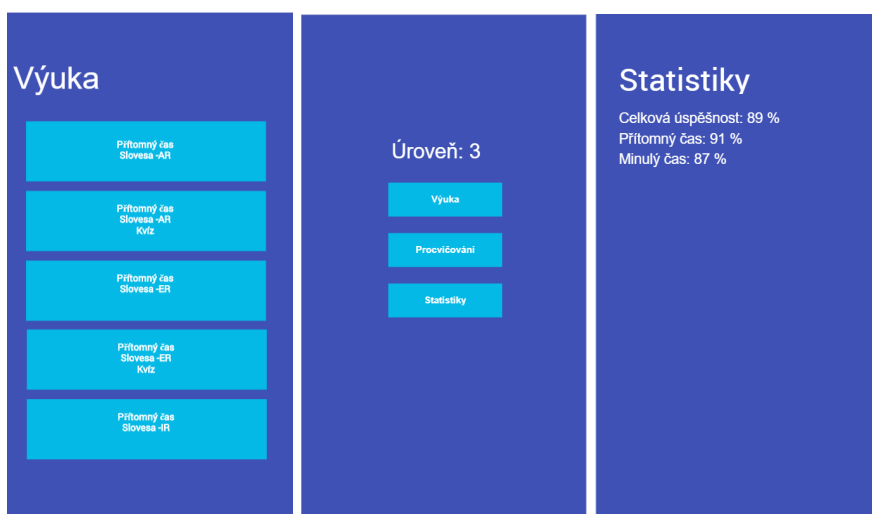 Výuka
Přítomný čas
Slovesa -AR
Přítomný čas
Slovesa -AR
Kvíz
Přítomný čas
Slovesa -ER
Přítomný čas
Slovesa -ER
Kvíz
Přítomný čas
Slovesa -IR
Úroveň: 3
Výuka
Procvičování
Statistiky
Statistiky
Celková úspěšnost: 89 %
Přítomný čas: 91 %
Minulý čas: 87 %